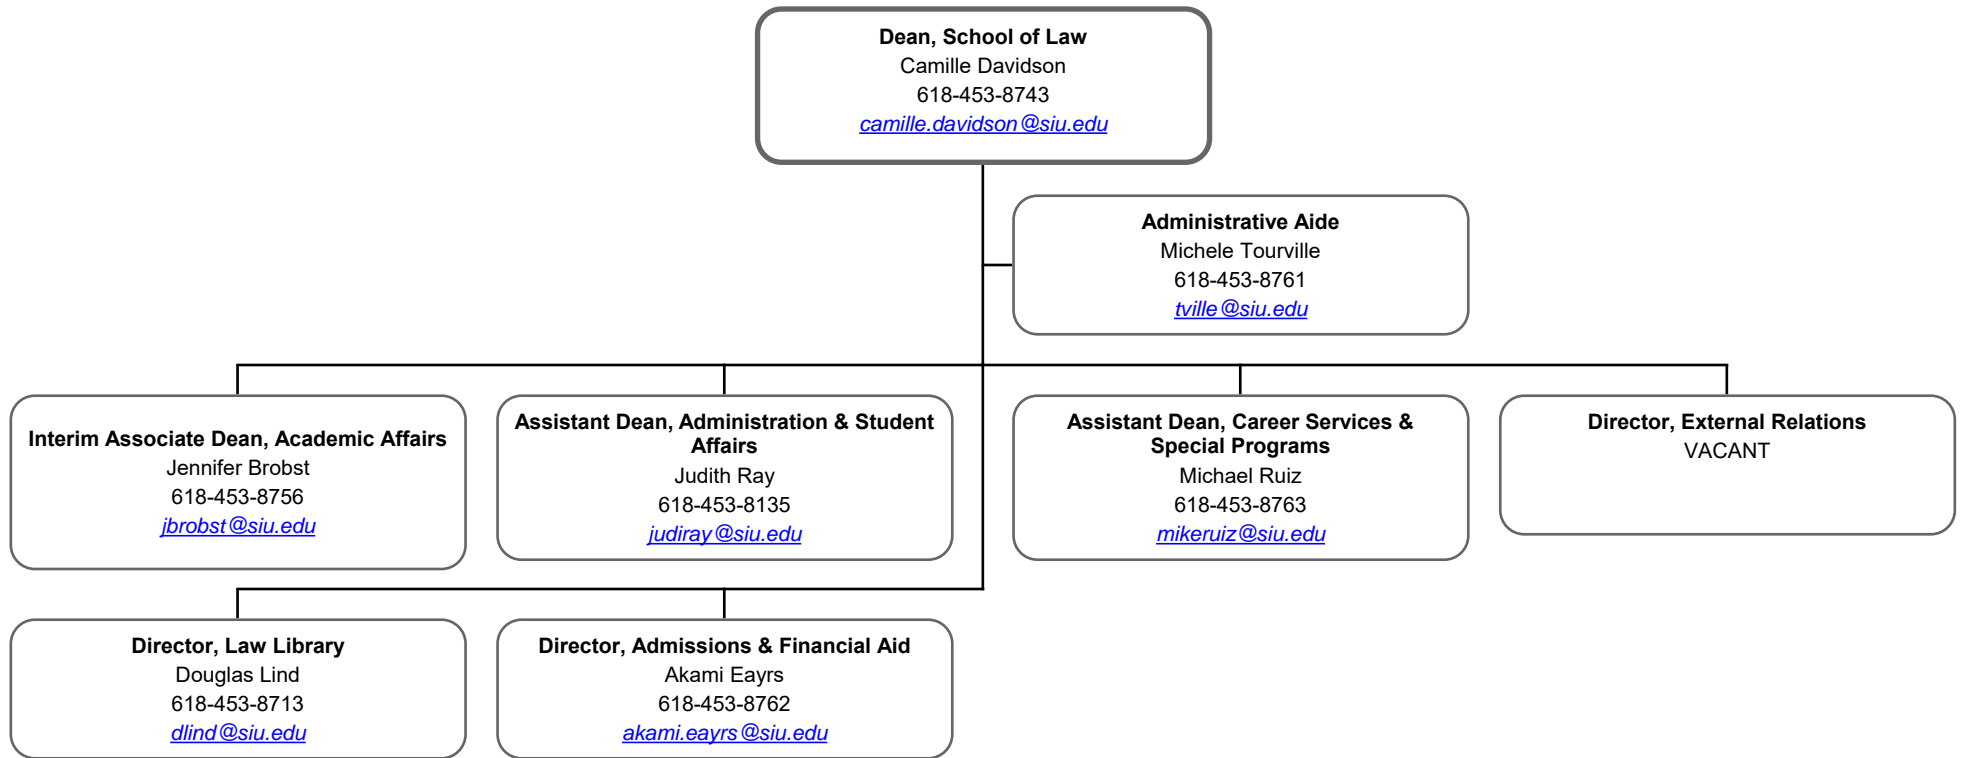 Dean, School of Law
Camille Davidson
618-453-8743
camille.davidson@siu.edu
Administrative Aide
Michele Tourville
618-453-8761
tville@siu.edu
Interim Associate Dean, Academic Affairs
Jennifer Brobst
618-453-8756
jbrobst@siu.edu
Assistant Dean, Administration & Student
Affairs
Judith Ray
618-453-8135
judiray@siu.edu
Assistant Dean, Career Services &
Special Programs
Michael Ruiz
618-453-8763
mikeruiz@siu.edu
Director, External Relations
VACANT
Director, Law Library
Douglas Lind
618-453-8713
dlind@siu.edu
Director, Admissions & Financial Aid
Akami Eayrs
618-453-8762
akami.eayrs@siu.edu